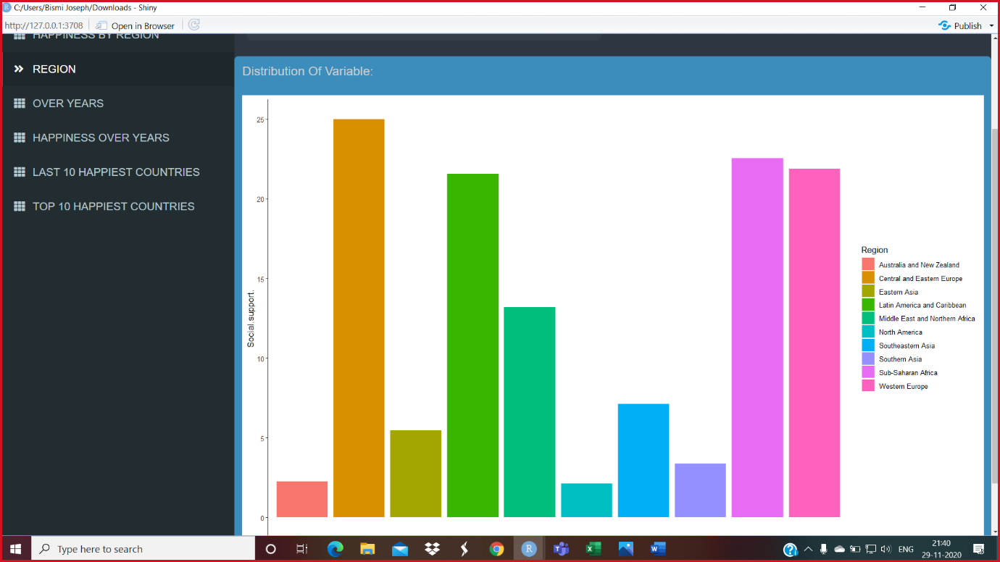 C:/Users/Bismi Joseph/Downloads - Shiny
http://127.0.0.1:3708
Open in Browser
Publish
HAPPINESS BY REGION
REGION
OVER YEARS
HAPPINESS OVER YEARS
LAST 10 HAPPIEST COUNTRIES
TOP 10 HAPPIEST COUNTRIES
Distribution Of Variable:
25
20
15
10
5
0
Social.support.
Region
Australia and New Zealand
Central and Eastern Europe
Eastern Asia
Latin America and Caribbean
Middle East and Northern Africa
North America
Southeastern Asia
Southern Asia
Sub-Saharan Africa
Western Europe
Type here to search
ENG
21:40
29-11-2020